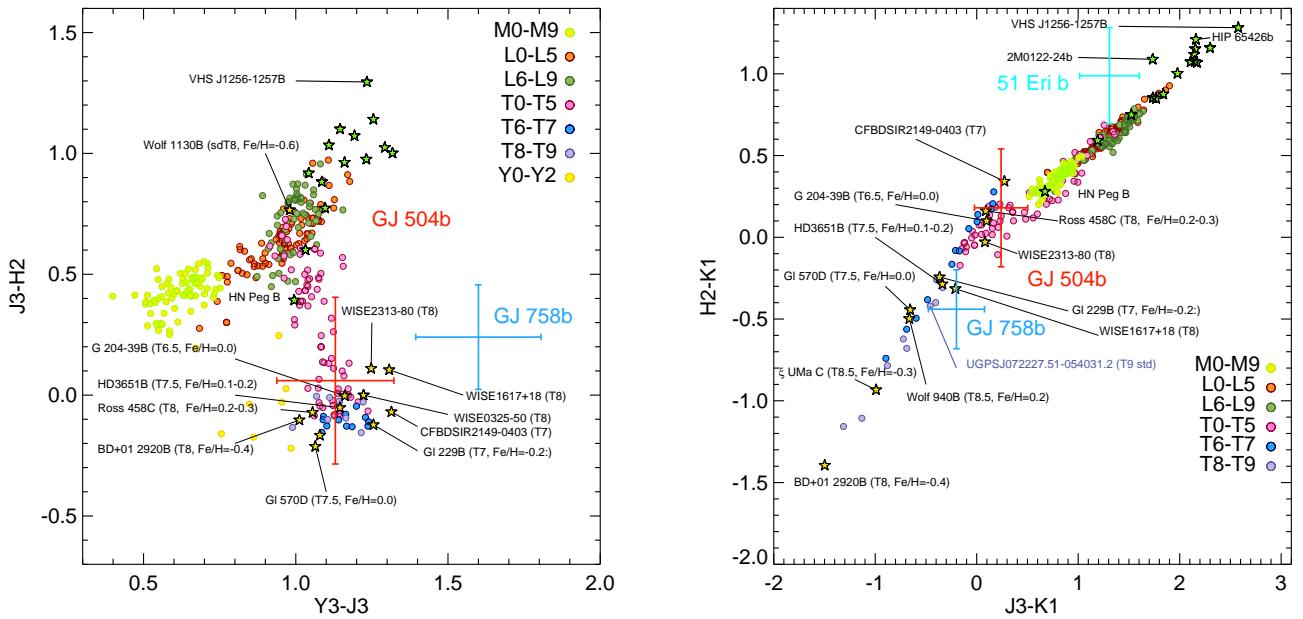 M0-M9
L0-L5
L6-L9
T0-T5
T6-T7
T8-T9
Y0-Y2
VHS J1256-1257B
Wolf 1130B (sdT8, Fe/H=-0.6)
GJ 504b
HN Peg B
WISE2313-80 (T8)
GJ 758b
G 204-39B (T6.5, Fe/H=0.0)
HD3651B (T7.5, Fe/H=0.1-0.2)
Ross 458C (T8, Fe/H=0.2-0.3)
BD+01 2920B (T8, Fe/H=-0.4)
WISE1617+18 (T8)
WISE0325-50 (T8)
CFBDSIR2149-0403 (T7)
Gl 229B (T7, Fe/H=-0.2:)
Gl 570D (T7.5, Fe/H=0.0)
1.5
1.0
0.5
0.0
-0.5
J3-H2
0.5
1.0
1.5
2.0
Y3-J3
VHS J1256-1257B
HIP 65426b
2M0122-24b
51 Eri b
CFBDSIR2149-0403 (T7)
HN Peg B
G 204-39B (T6.5, Fe/H=0.0)
Ross 458C (T8, Fe/H=0.2-0.3)
HD3651B (T7.5, Fe/H=0.1-0.2)
WISE2313-80 (T8)
GJ 504b
Gl 570D (T7.5, Fe/H=0.0)
Gl 229B (T7, Fe/H=-0.2:)
GJ 758b
WISE1617+18 (T8)
UGPSJ072227.51-054031.2 (T9 std)
ξ UMa C (T8.5, Fe/H=-0.3)
Wolf 940B (T8.5, Fe/H=0.2)
BD+01 2920B (T8, Fe/H=-0.4)
M0-M9
L0-L5
L6-L9
T0-T5
T6-T7
T8-T9
1.0
0.5
0.0
-0.5
-1.0
-1.5
-2.0
H2-K1
-2
-1
0
1
2
3
J3-K1